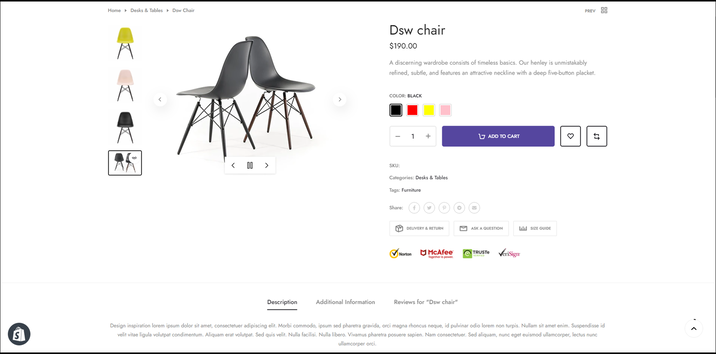 Home > Desks & Tables > Dsw Chair
PREV
Dsw chair
$190.00
A discerning wardrobe consists of timeless basics. Our henley is unmistakably
refined, subtle, and features an attractive neckline with a deep five-button placket.
COLOR: BLACK
− 1 +
ADD TO CART
SKU:
Categories: Desks & Tables
Tags: Furniture
Share:
DELIVERY & RETURN
ASK A QUESTION
SIZE GUIDE
Norton
McAfee
TRUSTe
VeriSign
Description
Additional Information
Reviews for "Dsw chair"
Design inspiration lorem ipsum dolor sit amet, consectetuer adipiscing elit. Morbi commodo, ipsum sed pharetra gravida, orci magna rhoncus neque, id pulvinar odio lorem non turpis. Nullam sit amet enim. Suspendisse id
velit vitae ligula volutpat condimentum. Aliquam erat volutpat. Sed quis velit. Nulla facilisi. Nulla libero. Vivamus pharetra posuere sapien. Nam consectetuer. Sed aliquam, nunc eget euismod ullamcorper, lectus nunc
ullamcorper orci.